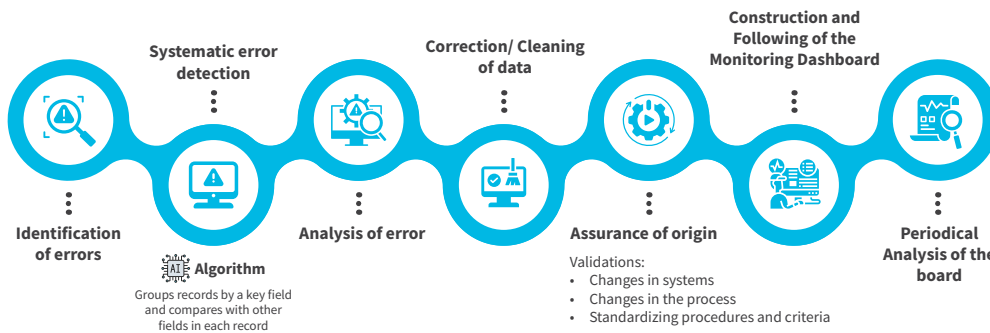 Identification
of errors
Systematic error
detection
AI Algorithm
Groups records by a key field
and compares with other
fields in each record
Analysis of error
Correction/ Cleaning
of data
Assurance of origin
Validations:
• Changes in systems
• Changes in the process
• Standardizing procedures and criteria
Construction and
Following of the
Monitoring Dashboard
Periodical
Analysis of the
board